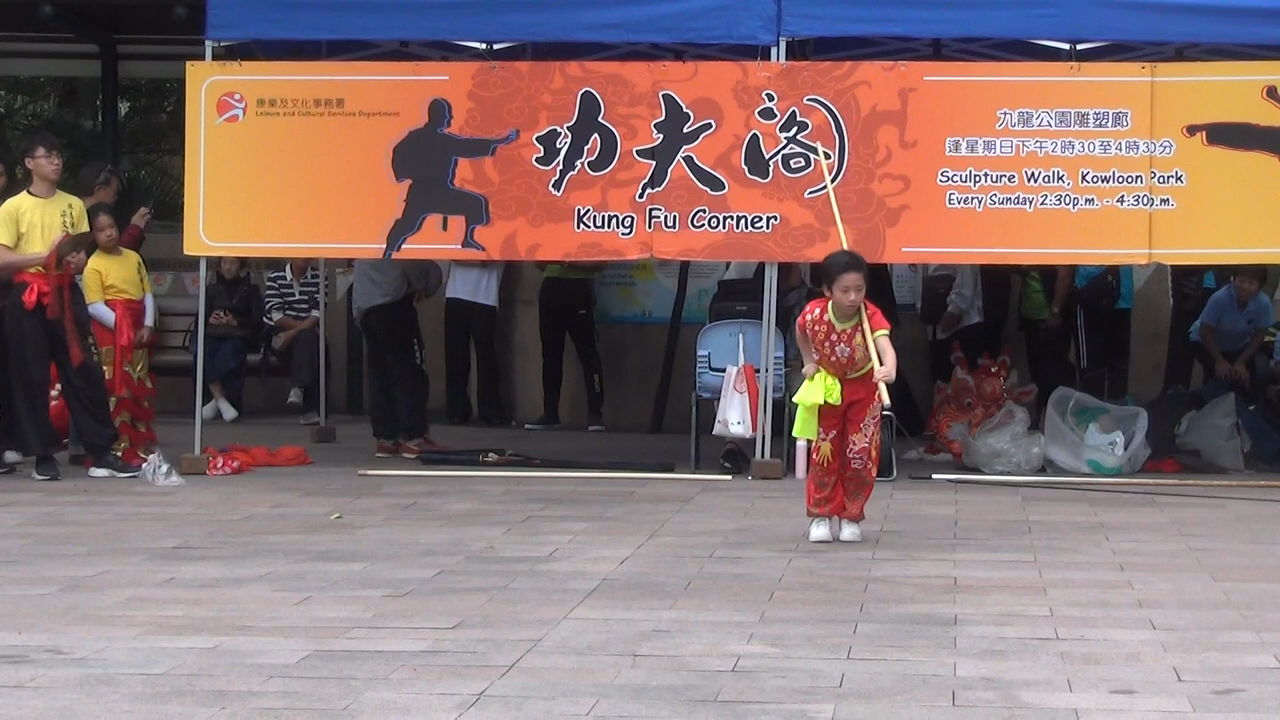 康樂及文化事務署
Leisure and Cultural Services Department
功夫閣
Kung Fu Corner
九龍公園雕塑廊
逢星期日下午2時30至4時30分
Sculpture Walk, Kowloon Park
Every Sunday 2:30p.m. - 4:30p.m.